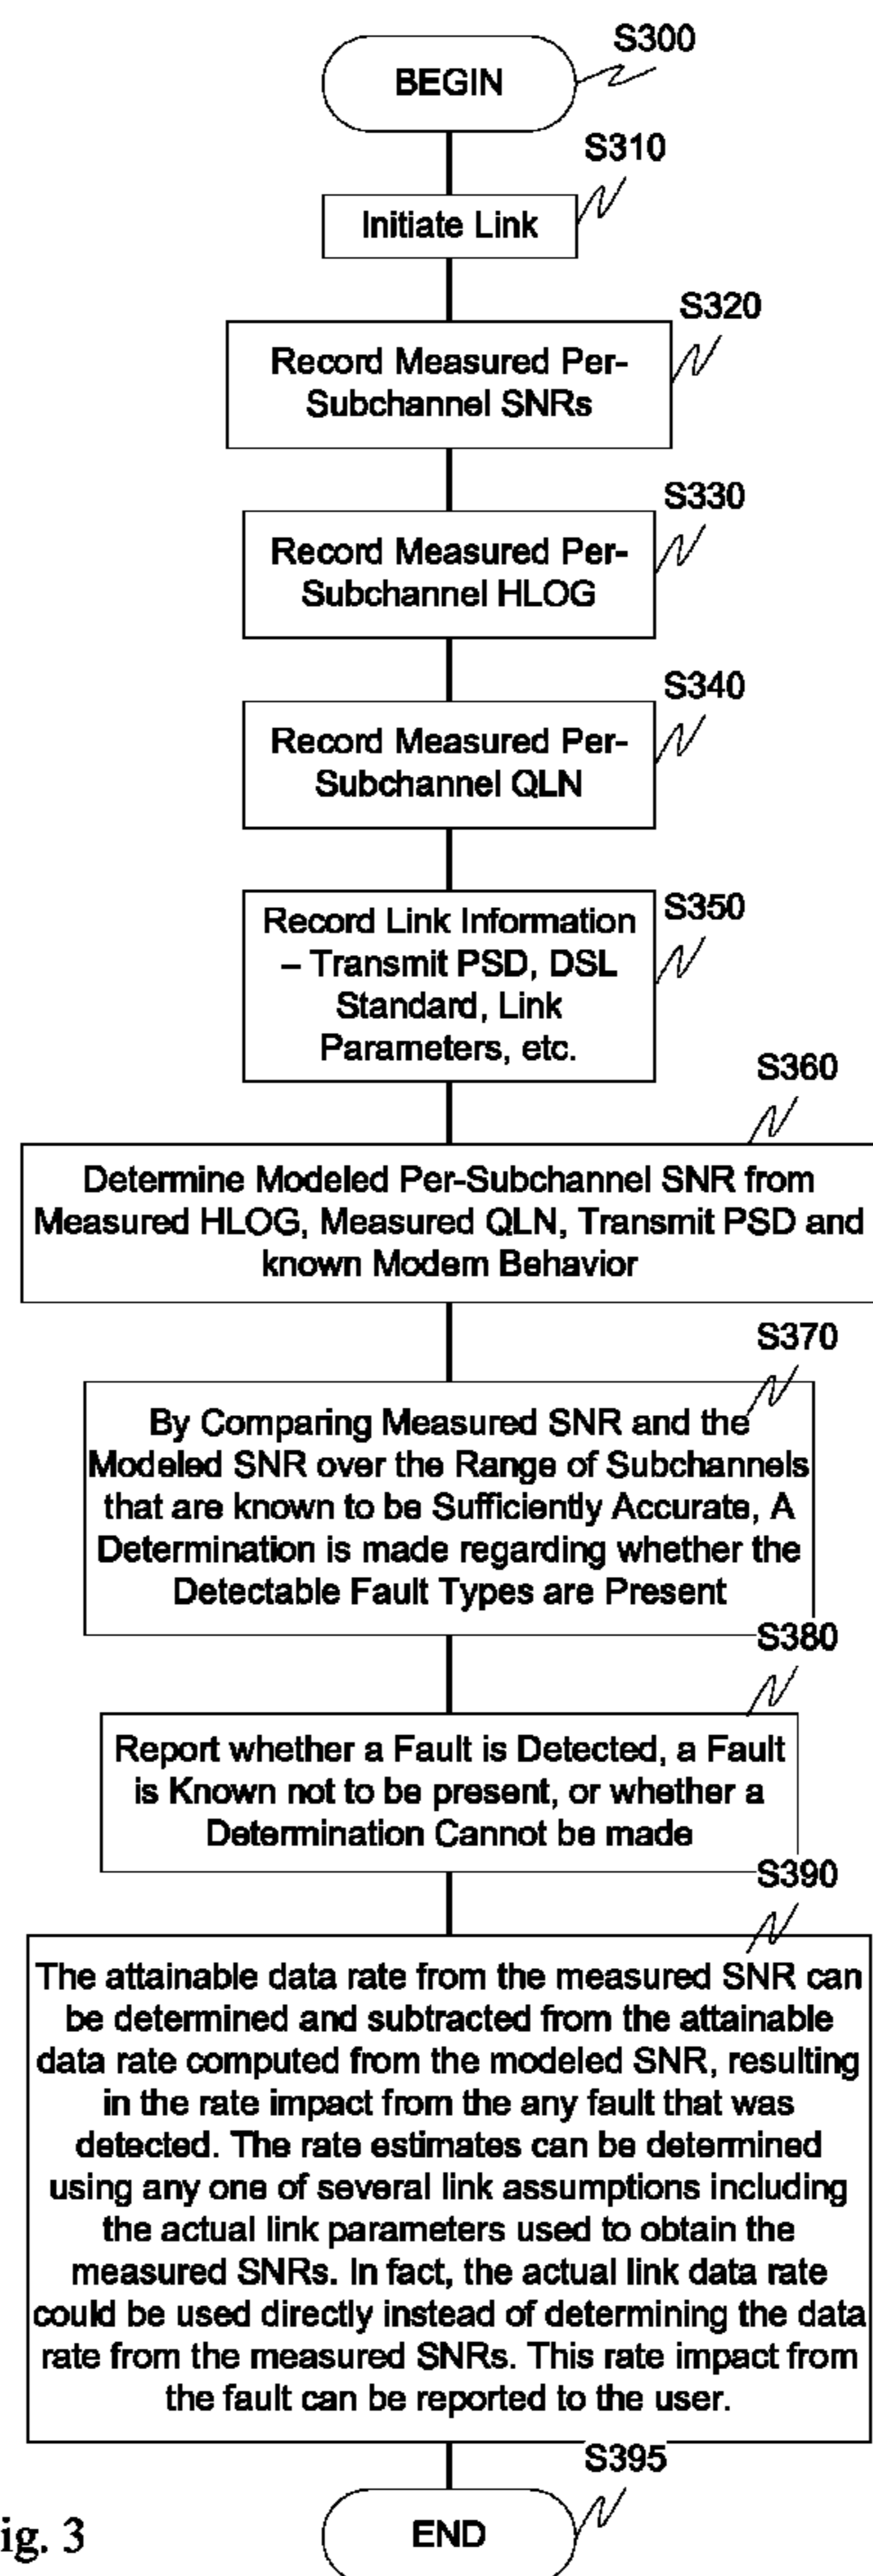 S300
BEGIN
S310
Initiate Link
S320
Record Measured Per-
Subchannel SNRs
S330
Record Measured Per-
Subchannel HLOG
S340
Record Measured Per-
Subchannel QLN
S350
Record Link Information
– Transmit PSD, DSL
Standard, Link
Parameters, etc.
S360
Determine Modeled Per-Subchannel SNR from
Measured HLOG, Measured QLN, Transmit PSD and
known Modem Behavior
S370
By Comparing Measured SNR and the
Modeled SNR over the Range of Subchannels
that are known to be Sufficiently Accurate, A
Determination is made regarding whether the
Detectable Fault Types are Present
S380
Report whether a Fault is Detected, a Fault
is Known not to be present, or whether a
Determination Cannot be made
S390
The attainable data rate from the measured SNR can
be determined and subtracted from the attainable
data rate computed from the modeled SNR, resulting
in the rate impact from the any fault that was
detected. The rate estimates can be determined
using any one of several link assumptions including
the actual link parameters used to obtain the
measured SNRs. In fact, the actual link data rate
could be used directly instead of determining the data
rate from the measured SNRs. This rate impact from
the fault can be reported to the user.
S395
END
ig. 3